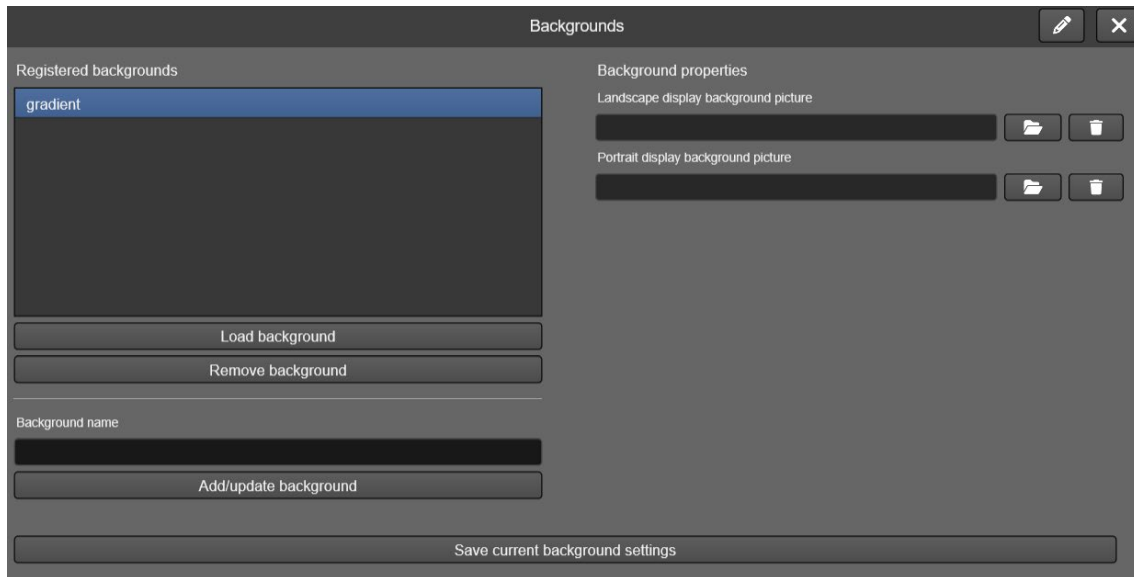 Backgrounds
Registered backgrounds
gradient
Load background
Remove background
Background name
Add/update background
Background properties
Landscape display background picture
Portrait display background picture
Save current background settings